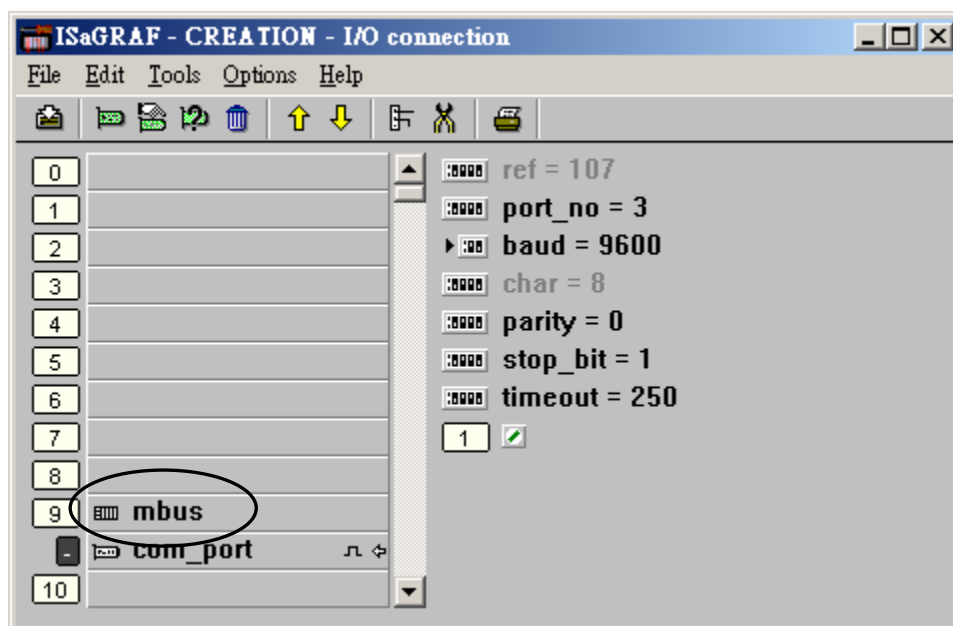 ISaGRAF - CREATION - I/O connection
File Edit Tools Options Help
0
1
2
3
4
5
6
7
8
9 mbus
- com_port
10
ref = 107
port_no = 3
baud = 9600
char = 8
parity = 0
stop_bit = 1
timeout = 250
1